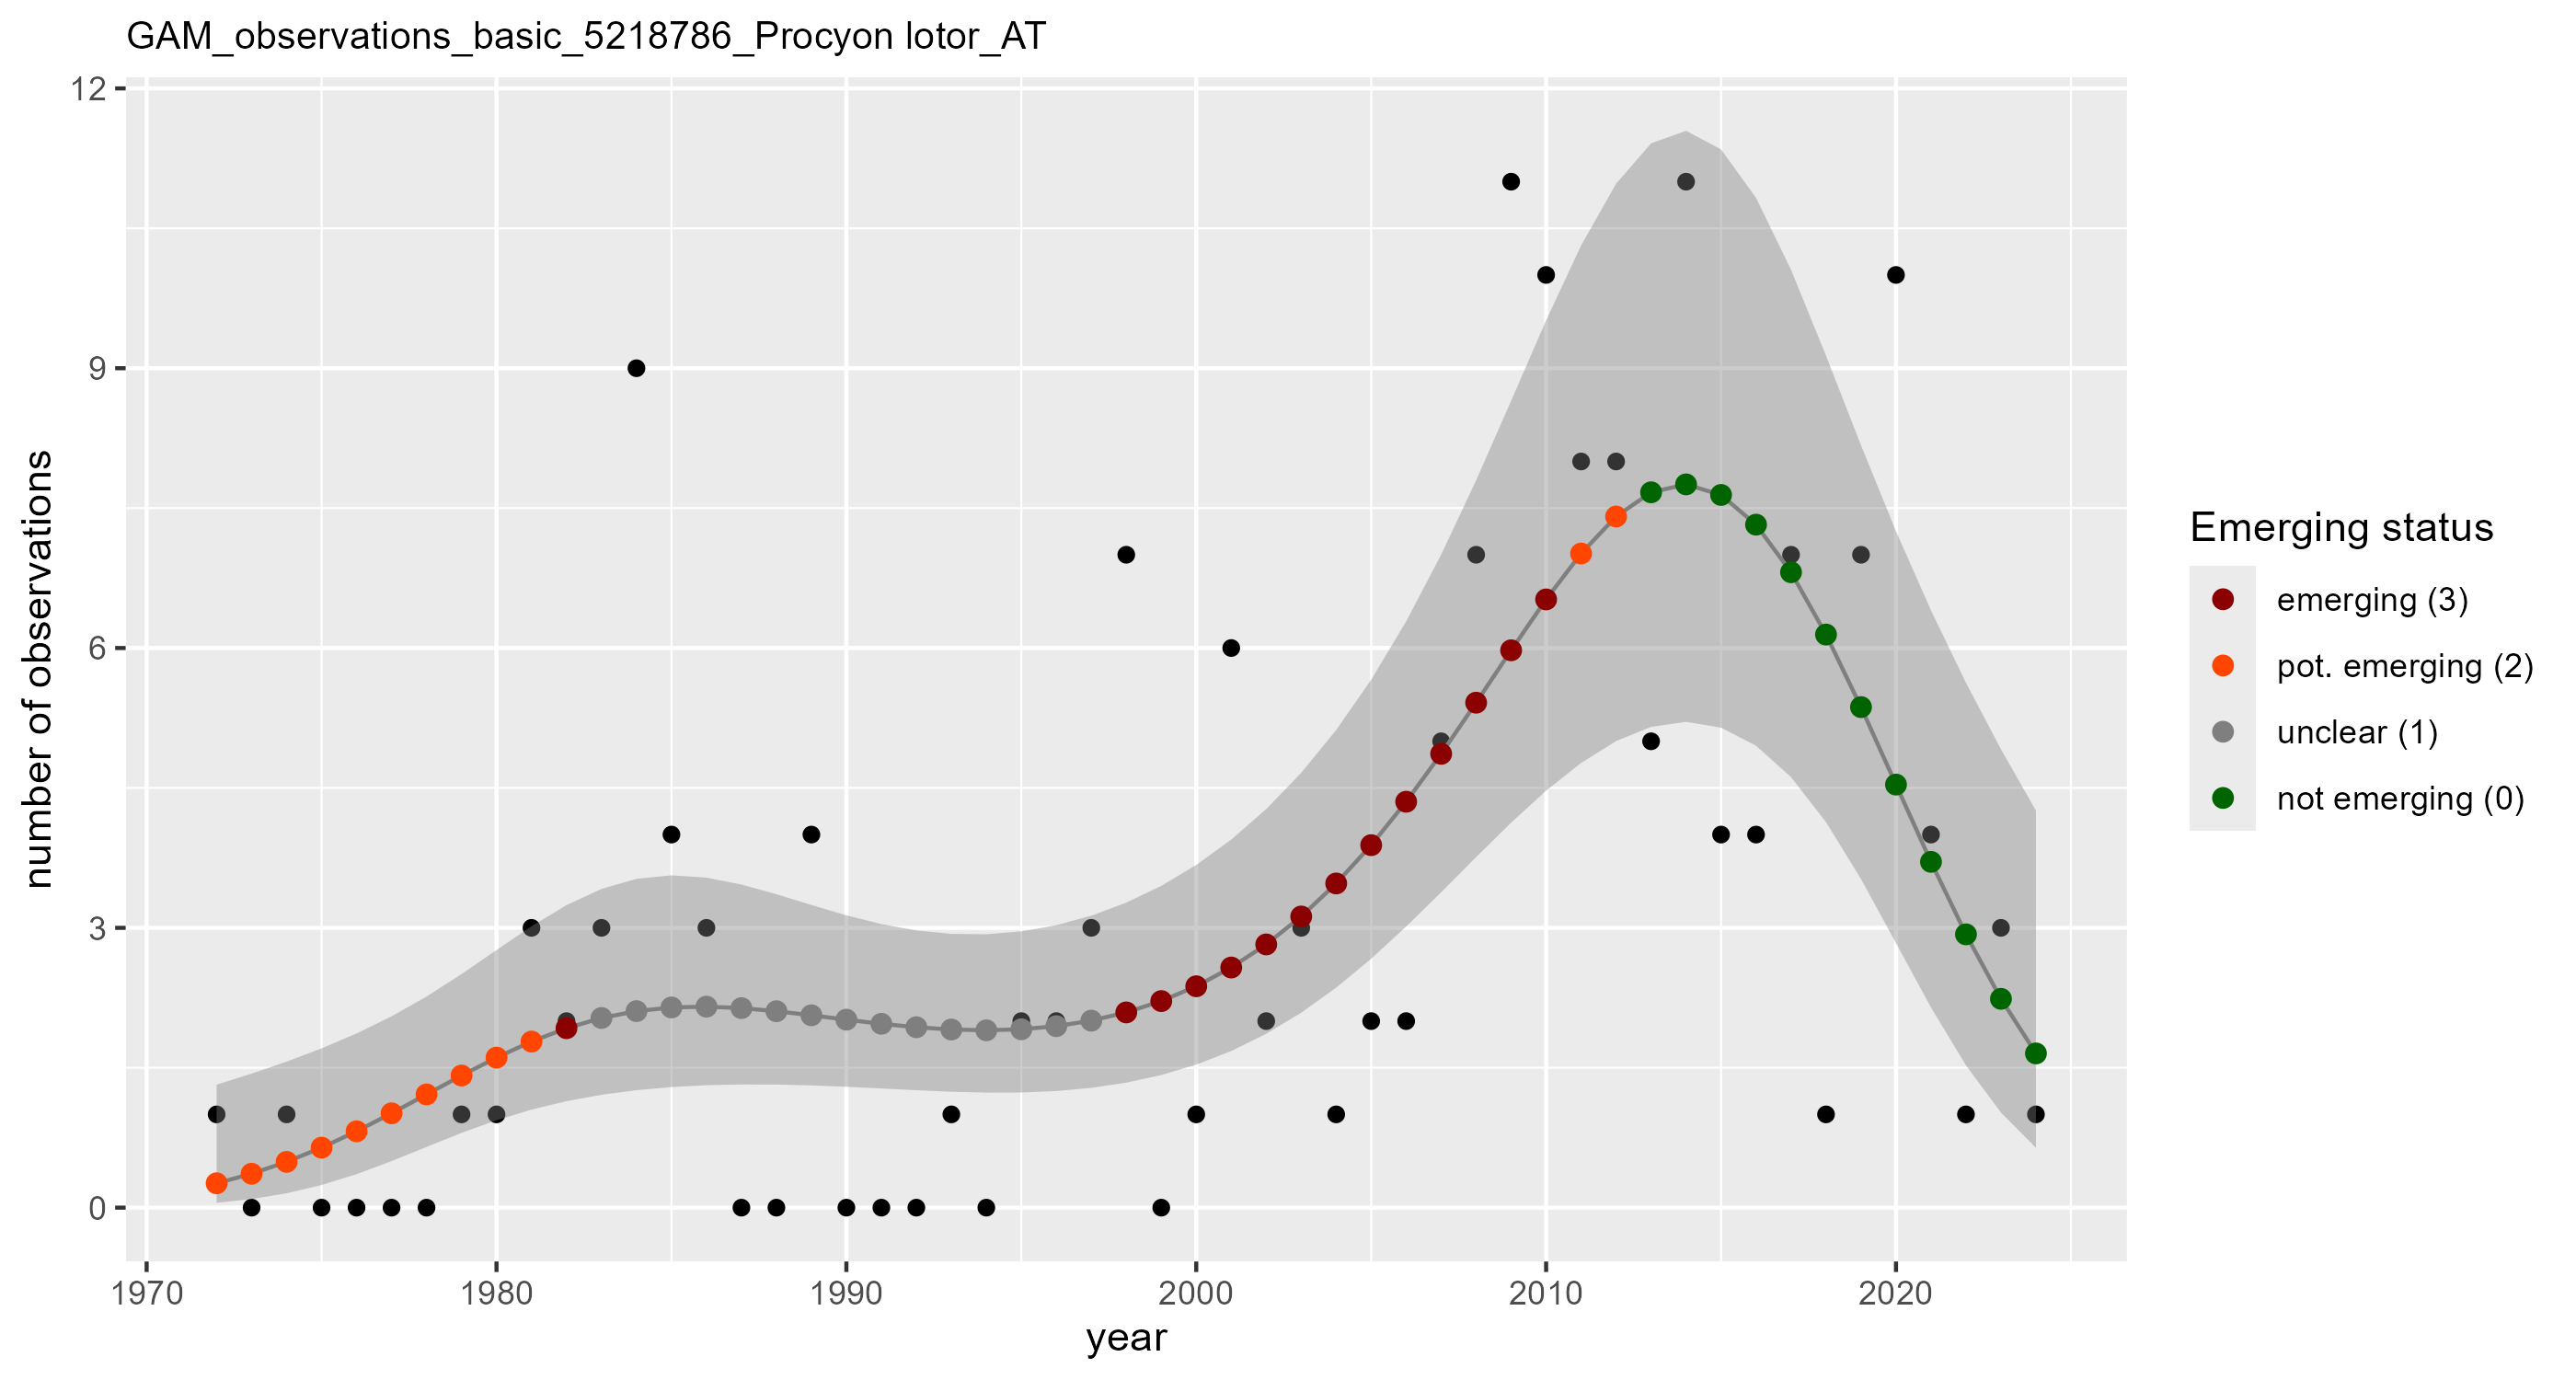 GAM_observations_basic_5218786_Procyon lotor_AT
12
9
6
3
0
number of observations
1970 1980 1990 2000 2010 2020
year
Emerging status
emerging (3)
pot. emerging (2)
unclear (1)
not emerging (0)